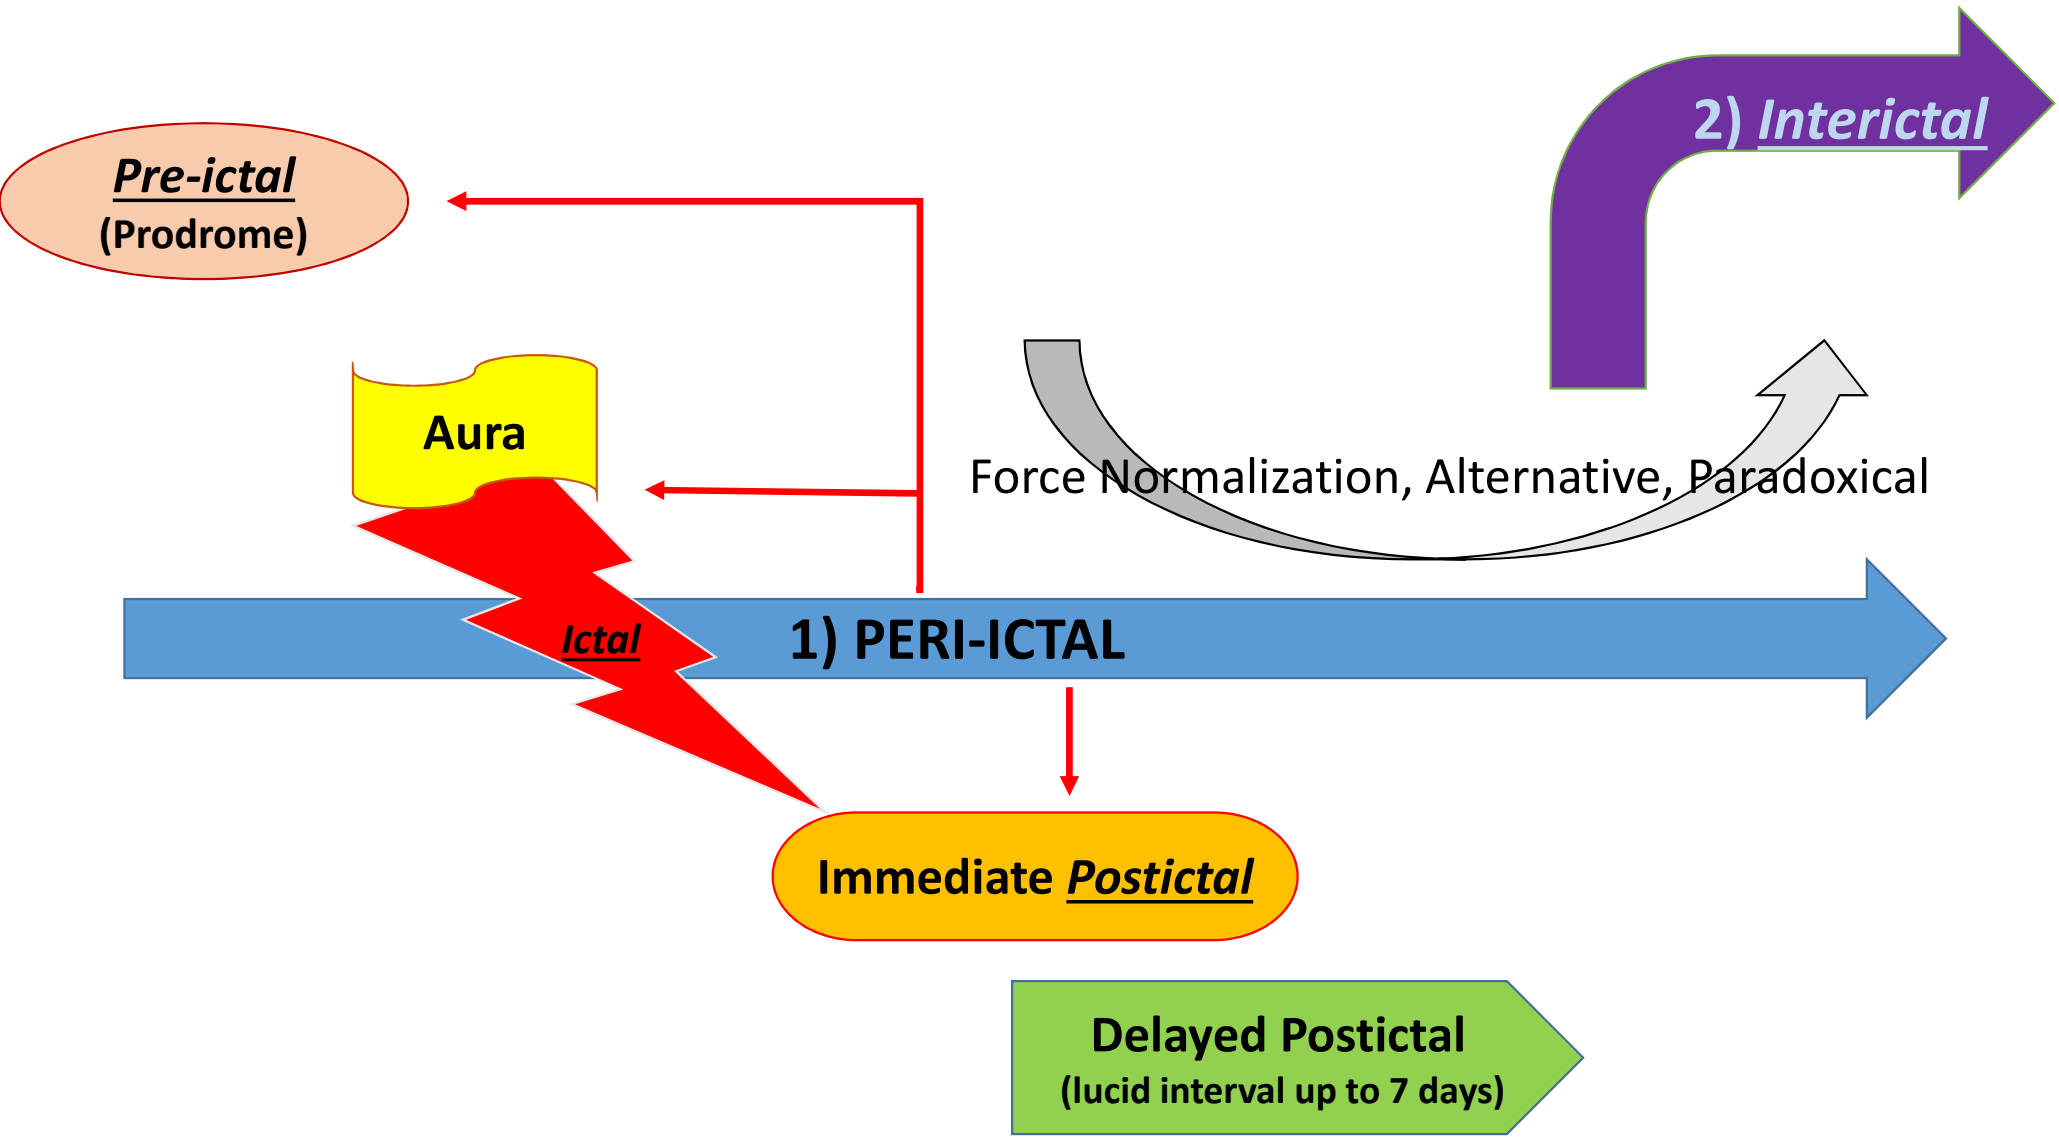 2) Interictal
Pre-ictal
(Prodrome)
Aura
Force Normalization, Alternative, Paradoxical
Ictal
1) PERI-ICTAL
Immediate Postictal
Delayed Postictal
(lucid interval up to 7 days)